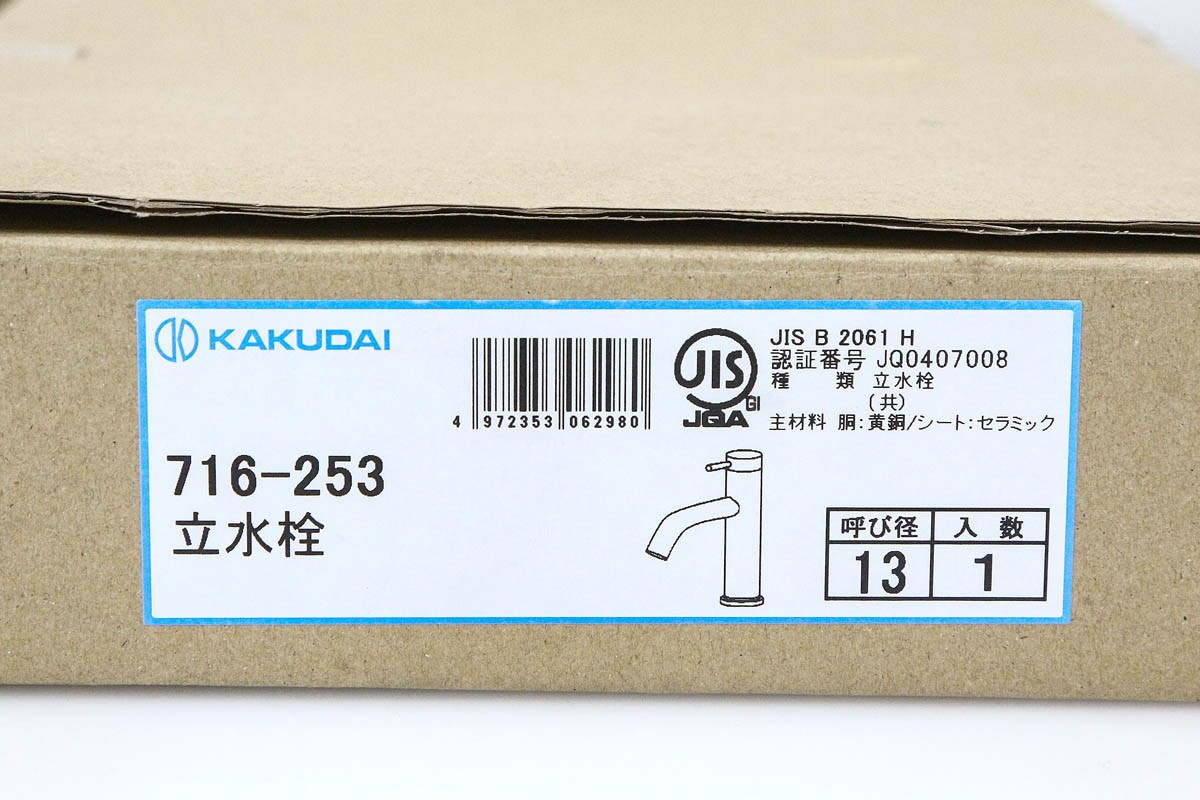 KAKUDAI
4 972353 062980
JIS
JQA
GI
JIS B 2061 H
認証番号 JQ0407008
種 類 立水栓
(共)
主材料 胴:黄銅/シート:セラミック
716-253
立水栓
呼び径 入 数
13 1